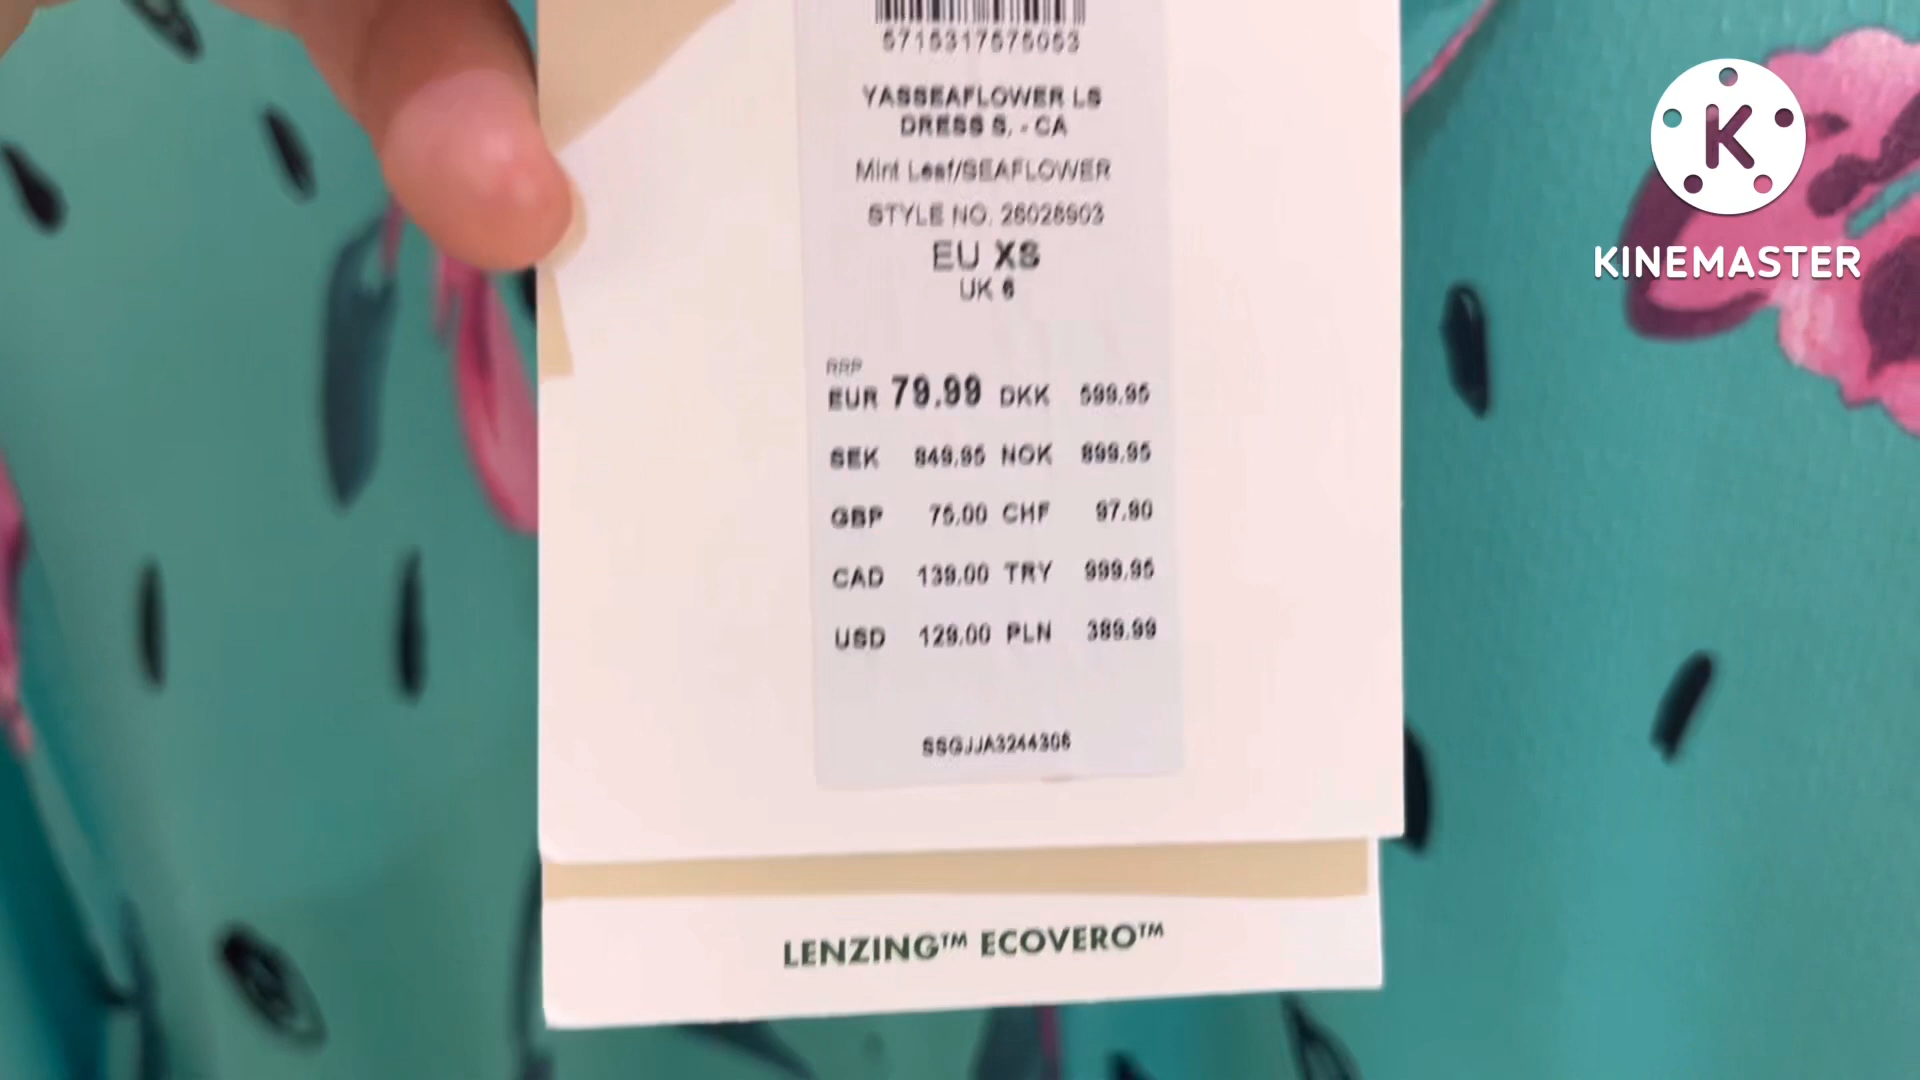 5715317575053
YASSEAFLOWER LS
DRESS S. - CA
Mint Leaf/SEAFLOWER
STYLE NO. 26028903
EU XS
UK 6
RRP
EUR 79.99 DKK 599.95
SEK 849.95 NOK 899.95
GBP 75.00 CHF 97.90
CAD 139.00 TRY 999.95
USD 129.00 PLN 389.99
SSGJJA3244306
LENZING™ ECOVERO™
K
KINEMASTER